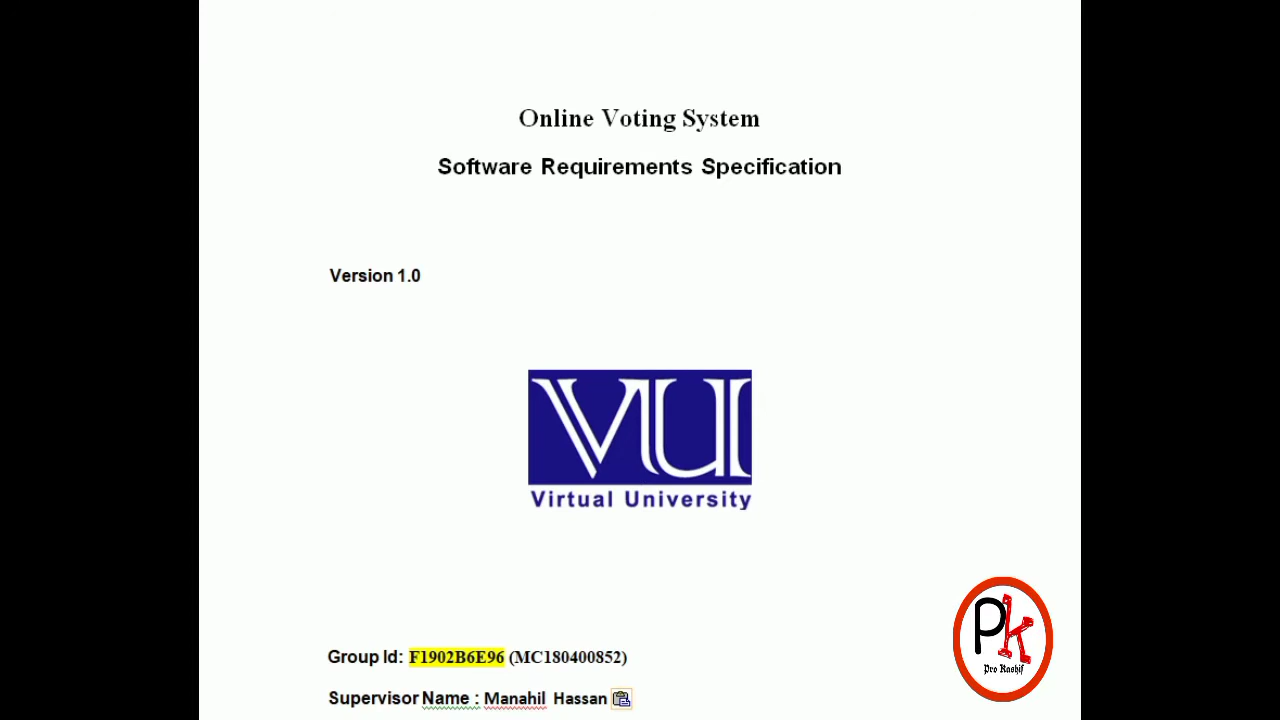 Online Voting System
Software Requirements Specification
Version 1.0
VU
Virtual University
Group Id: F1902B6E96 (MC180400852)
Supervisor Name : Manahil Hassan
Pk
Pro Kashif